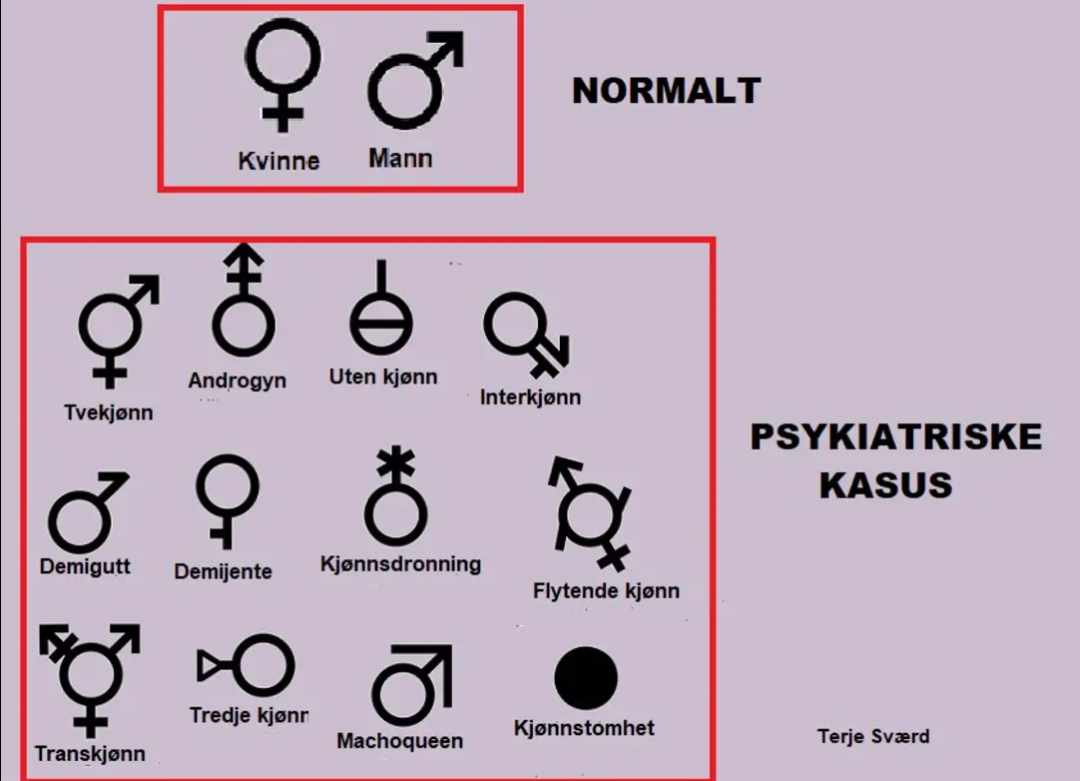 NORMALT
Kvinne Mann
Androgyn Uten kjønn
Tvekjønn Interkjønn
PSYKIATRISKE
KASUS
Demigutt Demijente Kjønnsdronning
Flytende kjønn
Transkjønn Tredje kjønn Machoqueen Kjønnstomhet
Terje Sværd